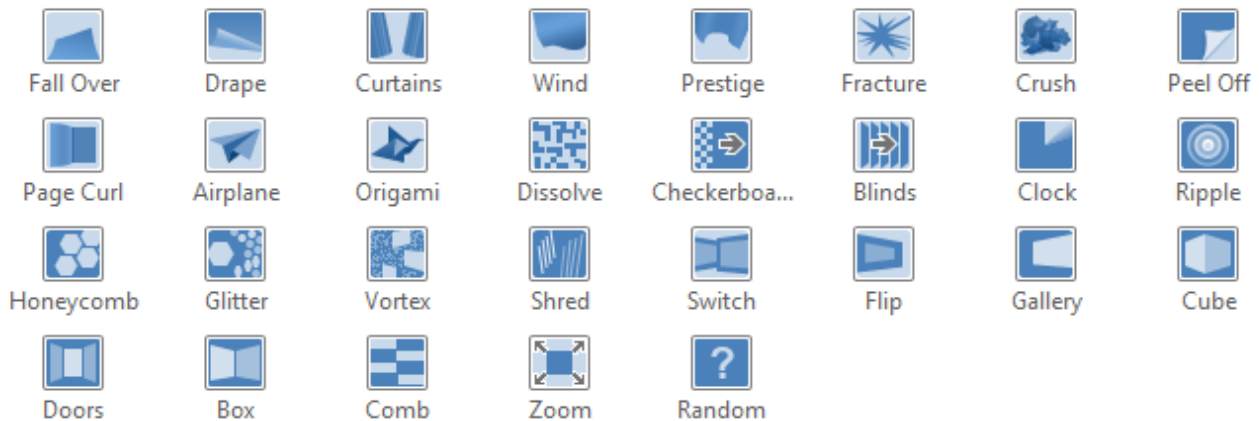 Fall Over Drape Curtains Wind Prestige Fracture Crush Peel Off
Page Curl Airplane Origami Dissolve Checkerboa... Blinds Clock Ripple
Honeycomb Glitter Vortex Shred Switch Flip Gallery Cube
?
Doors Box Comb Zoom Random